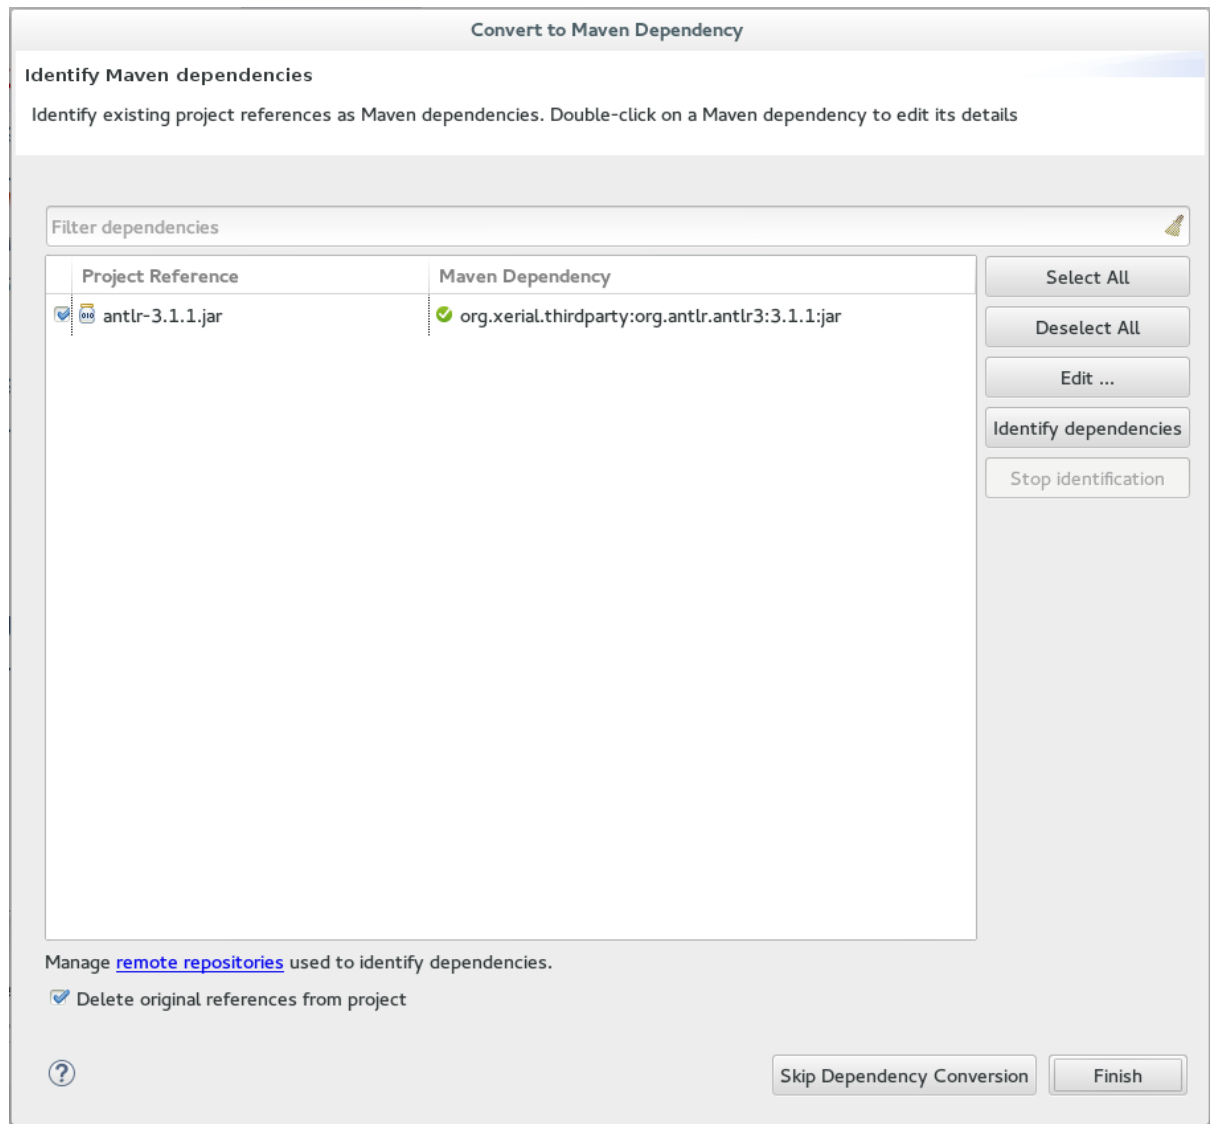 Convert to Maven Dependency
Identify Maven dependencies
Identify existing project references as Maven dependencies. Double-click on a Maven dependency to edit its details
Filter dependencies
Project Reference
Maven Dependency
Select All
antlr-3.1.1.jar
org.xerial.thirdparty:org.antlr.antlr3:3.1.1:jar
Deselect All
Edit ...
Identify dependencies
Stop identification
Manage remote repositories used to identify dependencies.
Delete original references from project
?
Skip Dependency Conversion
Finish